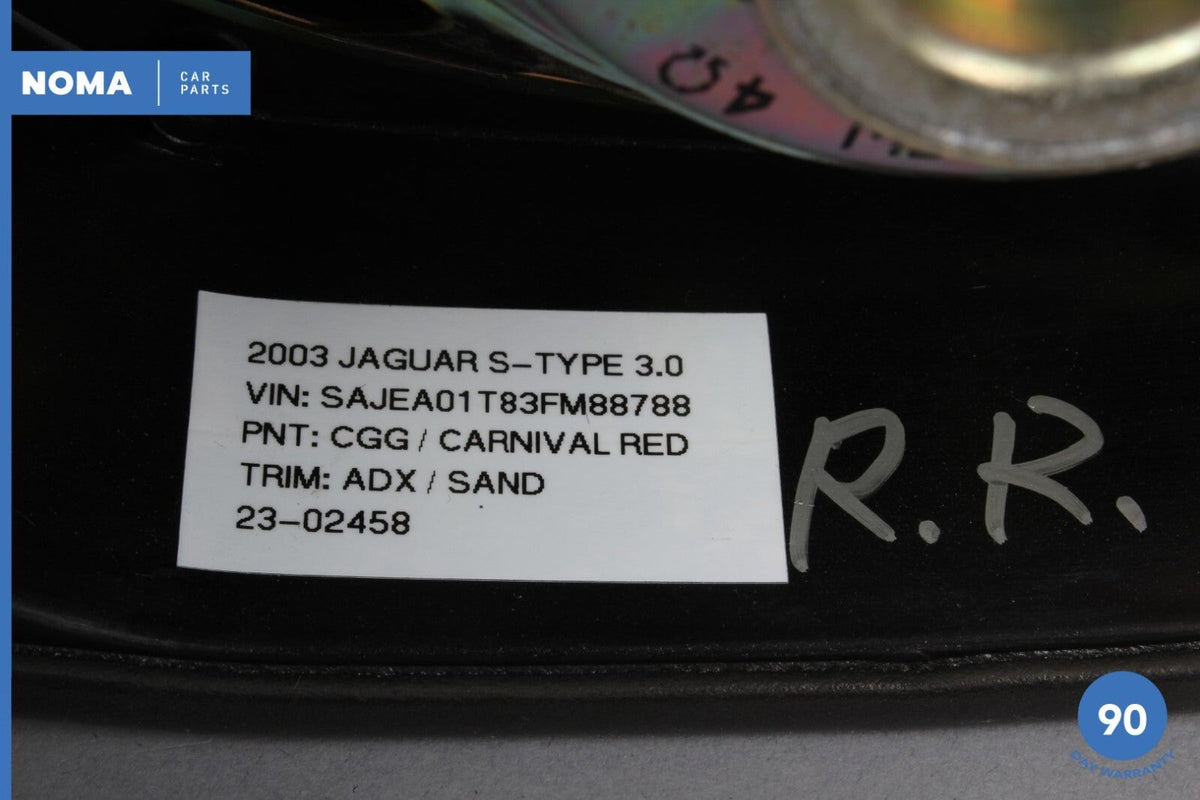 NOMA
CAR
PARTS
4Ω
2003 JAGUAR S-TYPE 3.0
VIN: SAJEA01T83FM88788
PNT: CGG / CARNIVAL RED
TRIM: ADX / SAND
23-02458
R.R.
90
DAY WARRANTY